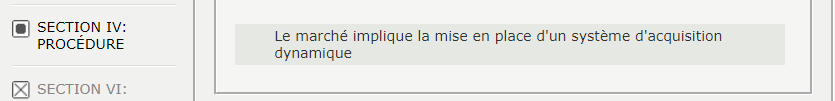 SECTION IV:
PROCÉDURE
SECTION VI:
Le marché implique la mise en place d'un système d'acquisition
dynamique